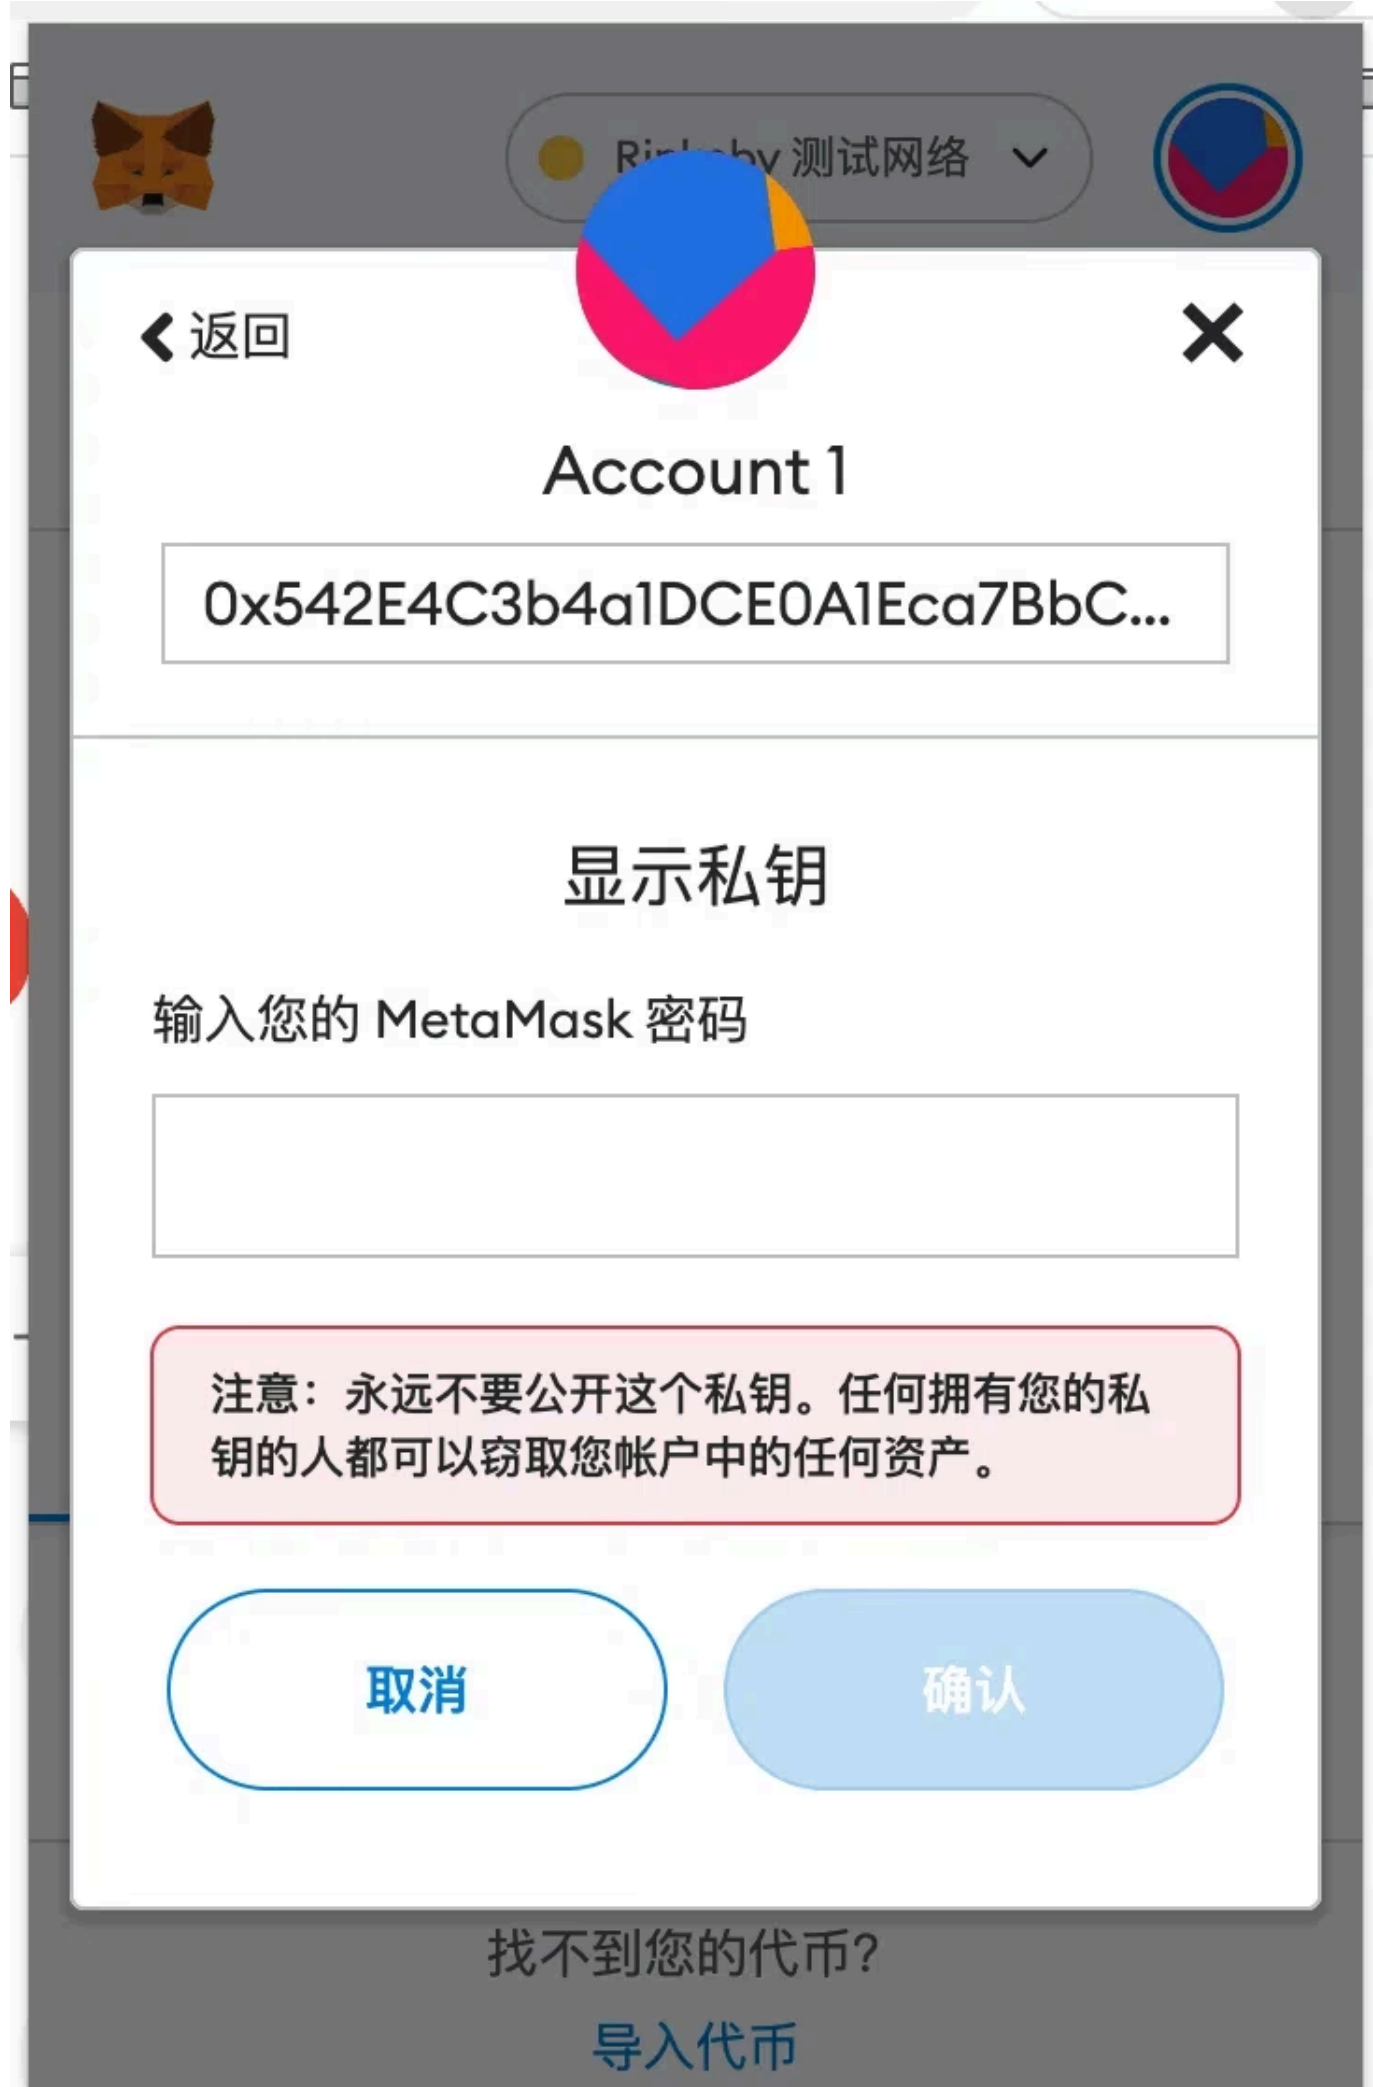 测试网络
返回
Account 1
0x542E4C3b4a1DCE0A1Eca7BbC...
显示私钥
输入您的 MetaMask 密码
注意：永远不要公开这个私钥。任何拥有您的私
钥的人都可以窃取您帐户中的任何资产。
取消
确认
找不到您的代币?
导入代币